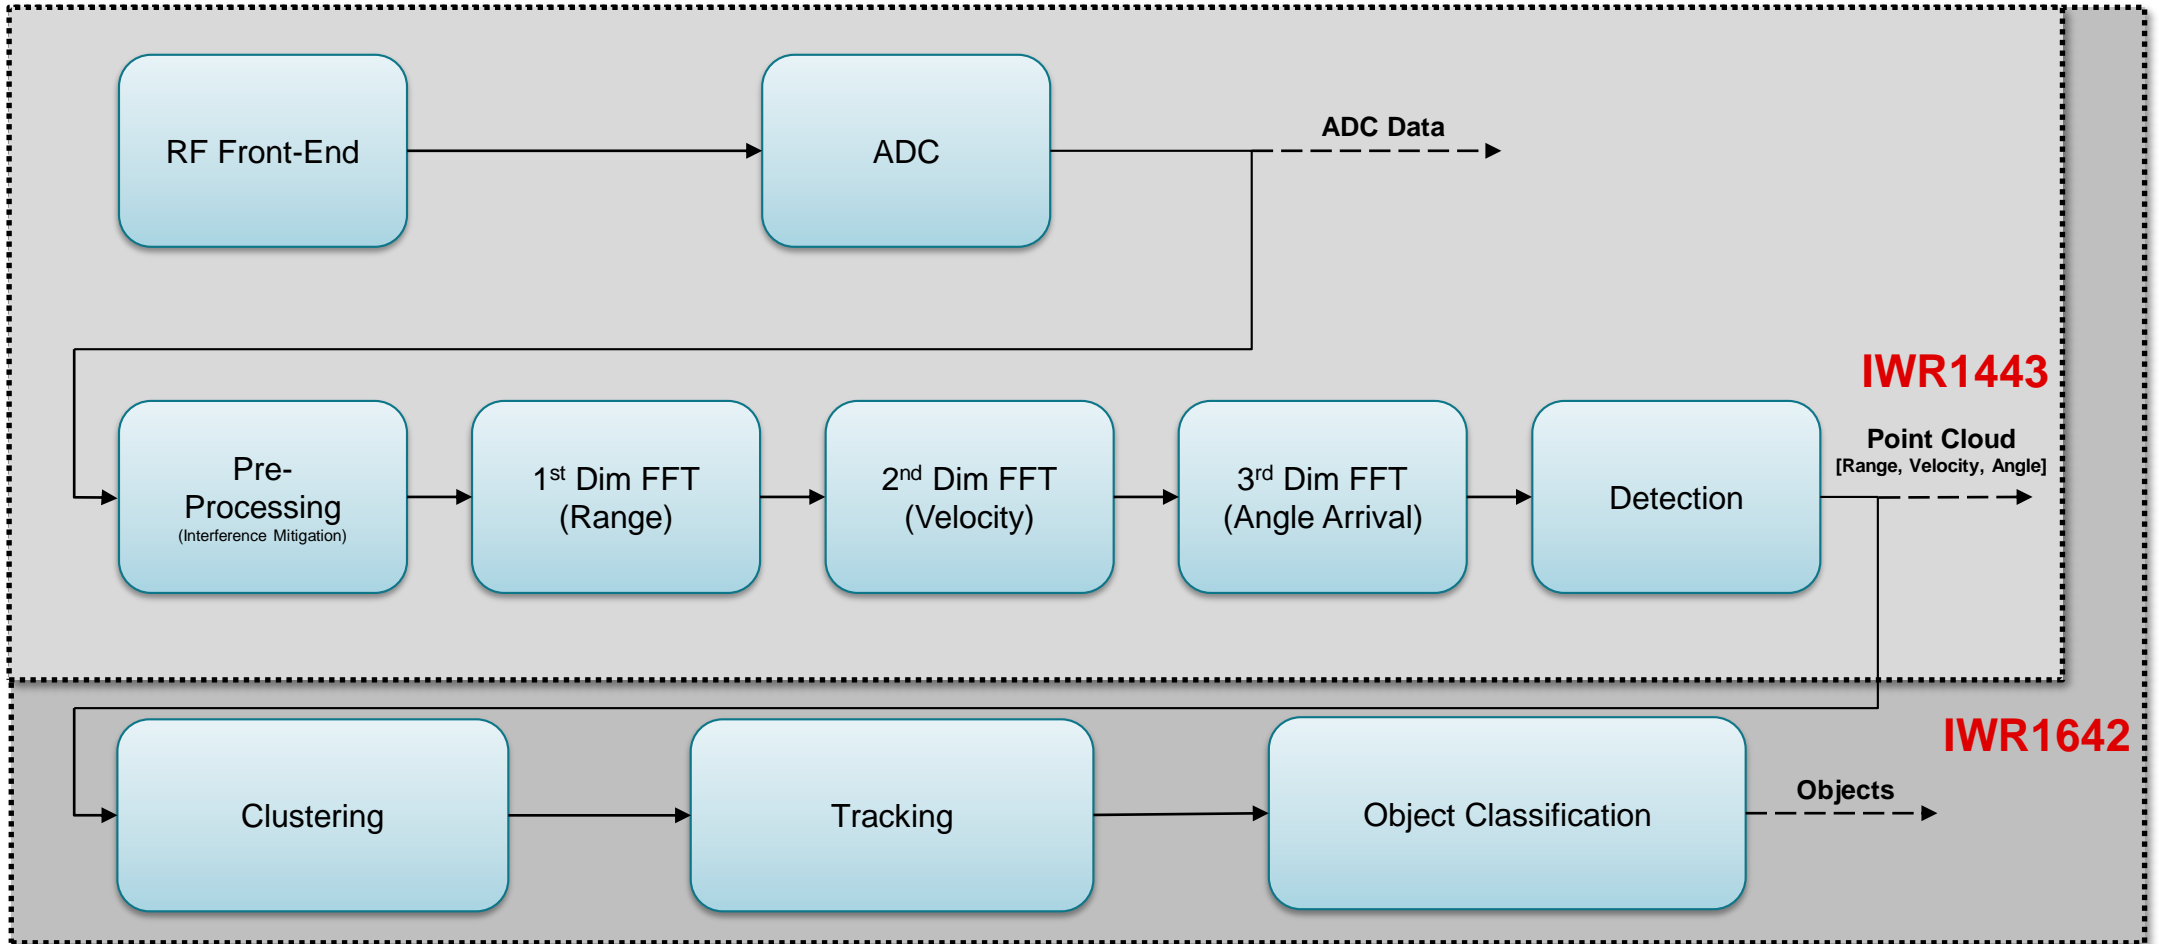 RF Front-End
ADC
ADC Data
IWR1443
Pre-
Processing
(Interference Mitigation)
1st Dim FFT
(Range)
2nd Dim FFT
(Velocity)
3rd Dim FFT
(Angle Arrival)
Detection
Point Cloud
[Range, Velocity, Angle]
IWR1642
Clustering
Tracking
Object Classification
Objects